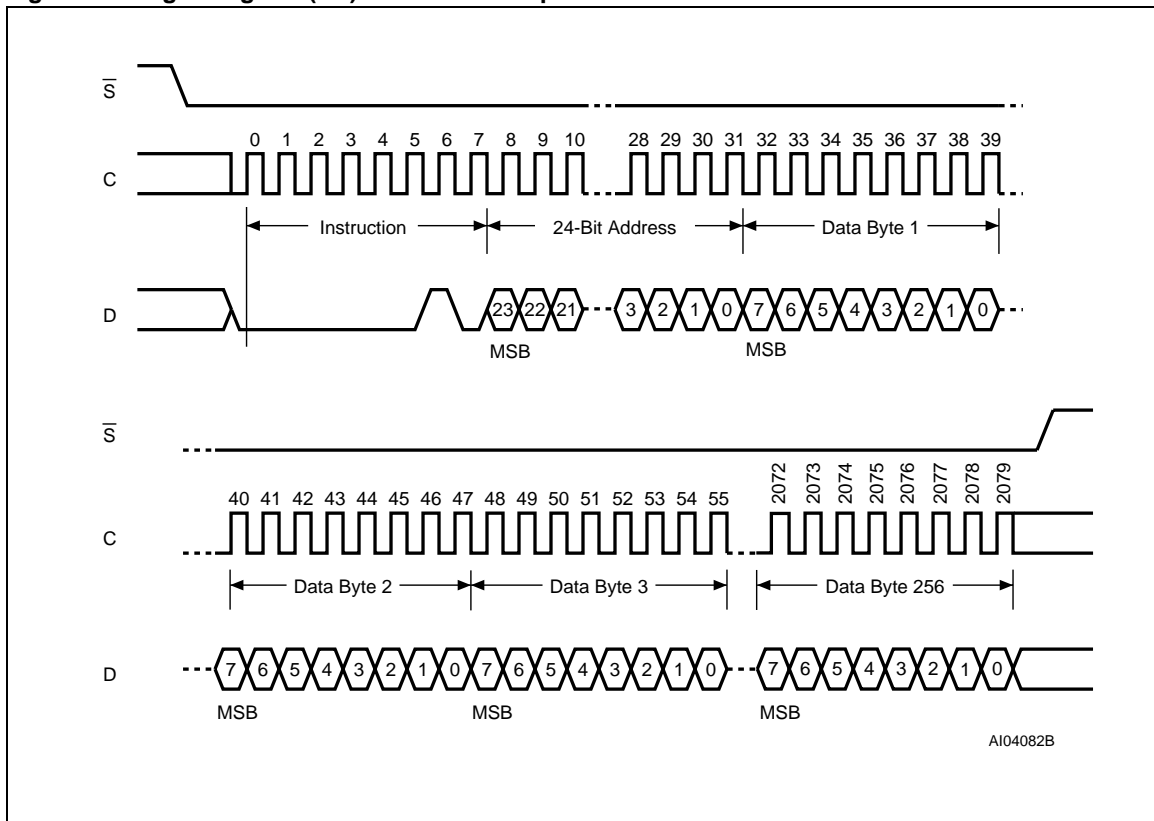 S
0 1 2 3 4 5 6 7 8 9 10 28 29 30 31 32 33 34 35 36 37 38 39
C
Instruction 24-Bit Address Data Byte 1
D 23 22 21 3 2 1 0 7 6 5 4 3 2 1 0
MSB MSB
S
40 41 42 43 44 45 46 47 48 49 50 51 52 53 54 55 2072 2073 2074 2075 2076 2077 2078 2079
C
Data Byte 2 Data Byte 3 Data Byte 256
D 7 6 5 4 3 2 1 0 7 6 5 4 3 2 1 0 7 6 5 4 3 2 1 0
MSB MSB MSB
AI04082B